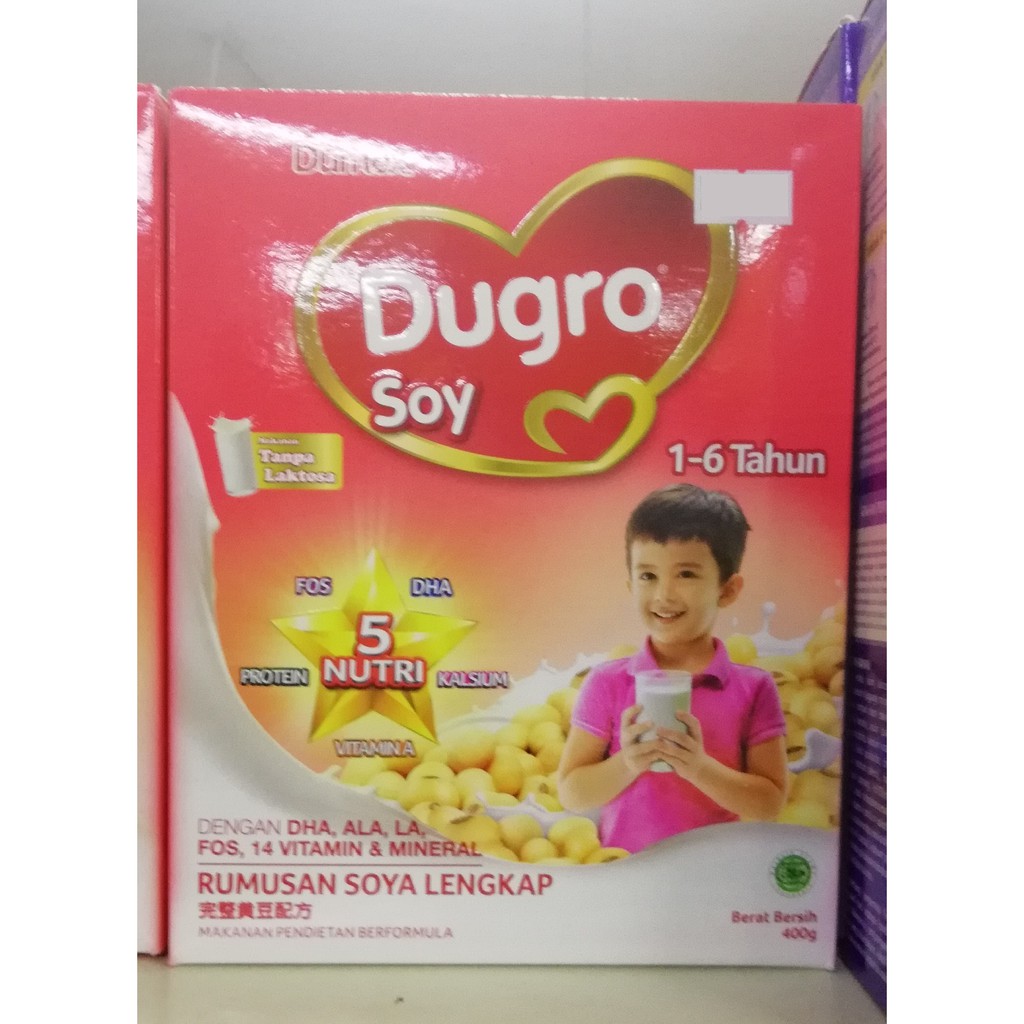 Dumex
Dugro
Soy
Tanpa
Laktosa
1-6 Tahun
FOS
DHA
5
NUTRI
PROTEIN
KALSIUM
VITAMIN A
DENGAN DHA, ALA, LA,
FOS, 14 VITAMIN & MINERAL
RUMUSAN SOYA LENGKAP
完整黄豆配方
MAKANAN PENDIETAN BERFORMULA
Berat Bersih
400g